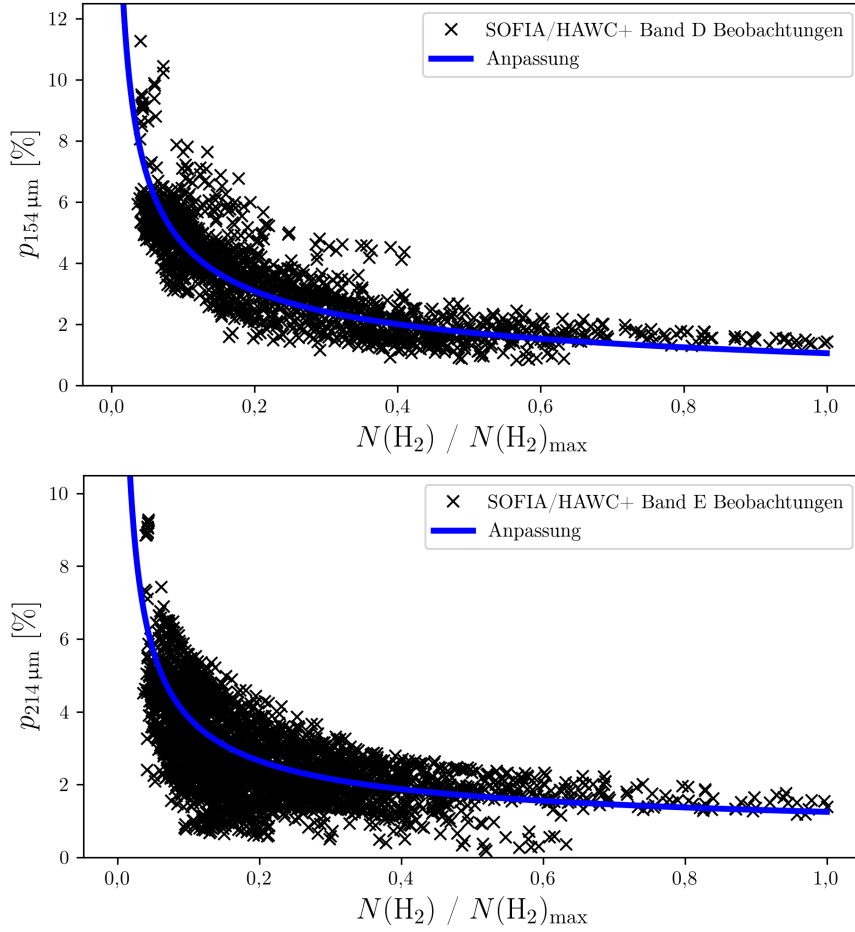 12
10
8
6
4
2
0
p154 μm [%]
SOFIA/HAWC+ Band D Beobachtungen
Anpassung
0,0 0,2 0,4 0,6 0,8 1,0
N(H2) / N(H2)max
10
8
6
4
2
0
p214 μm [%]
SOFIA/HAWC+ Band E Beobachtungen
Anpassung
0,0 0,2 0,4 0,6 0,8 1,0
N(H2) / N(H2)max